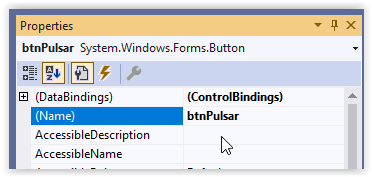 Properties
btnPulsar System.Windows.Forms.Button
(DataBindings) (ControlBindings)
(Name) btnPulsar
AccessibleDescription
AccessibleName